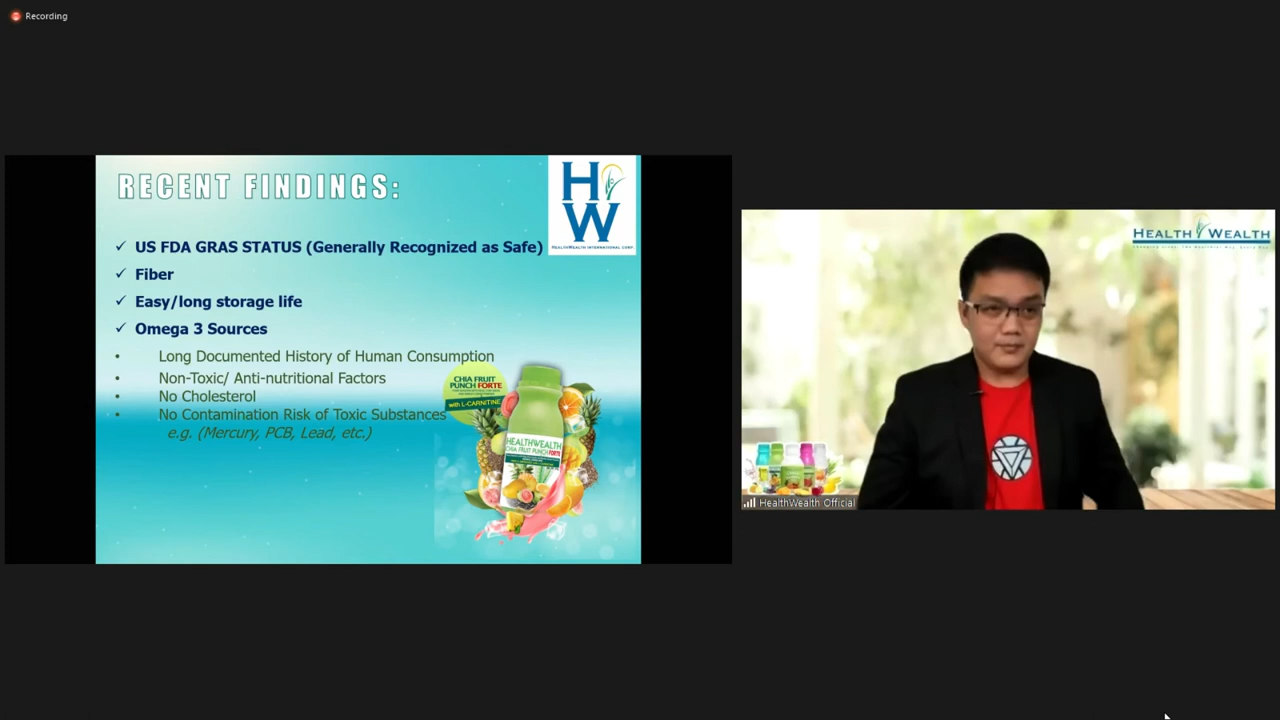 Recording
RECENT FINDINGS:
H
W
HEALTHWEALTH INTERNATIONAL CORP.
✓ US FDA GRAS STATUS (Generally Recognized as Safe)
✓ Fiber
✓ Easy/long storage life
✓ Omega 3 Sources
• Long Documented History of Human Consumption
• Non-Toxic/ Anti-nutritional Factors
• No Cholesterol
• No Contamination Risk of Toxic Substances
e.g. (Mercury, PCB, Lead, etc.)
CHIA FRUIT
PUNCH FORTE
with L-CARNITINE
HEALTHWEALTH
CHIA FRUIT PUNCH FORTE
HEALTH WEALTH
HealthWealth Official